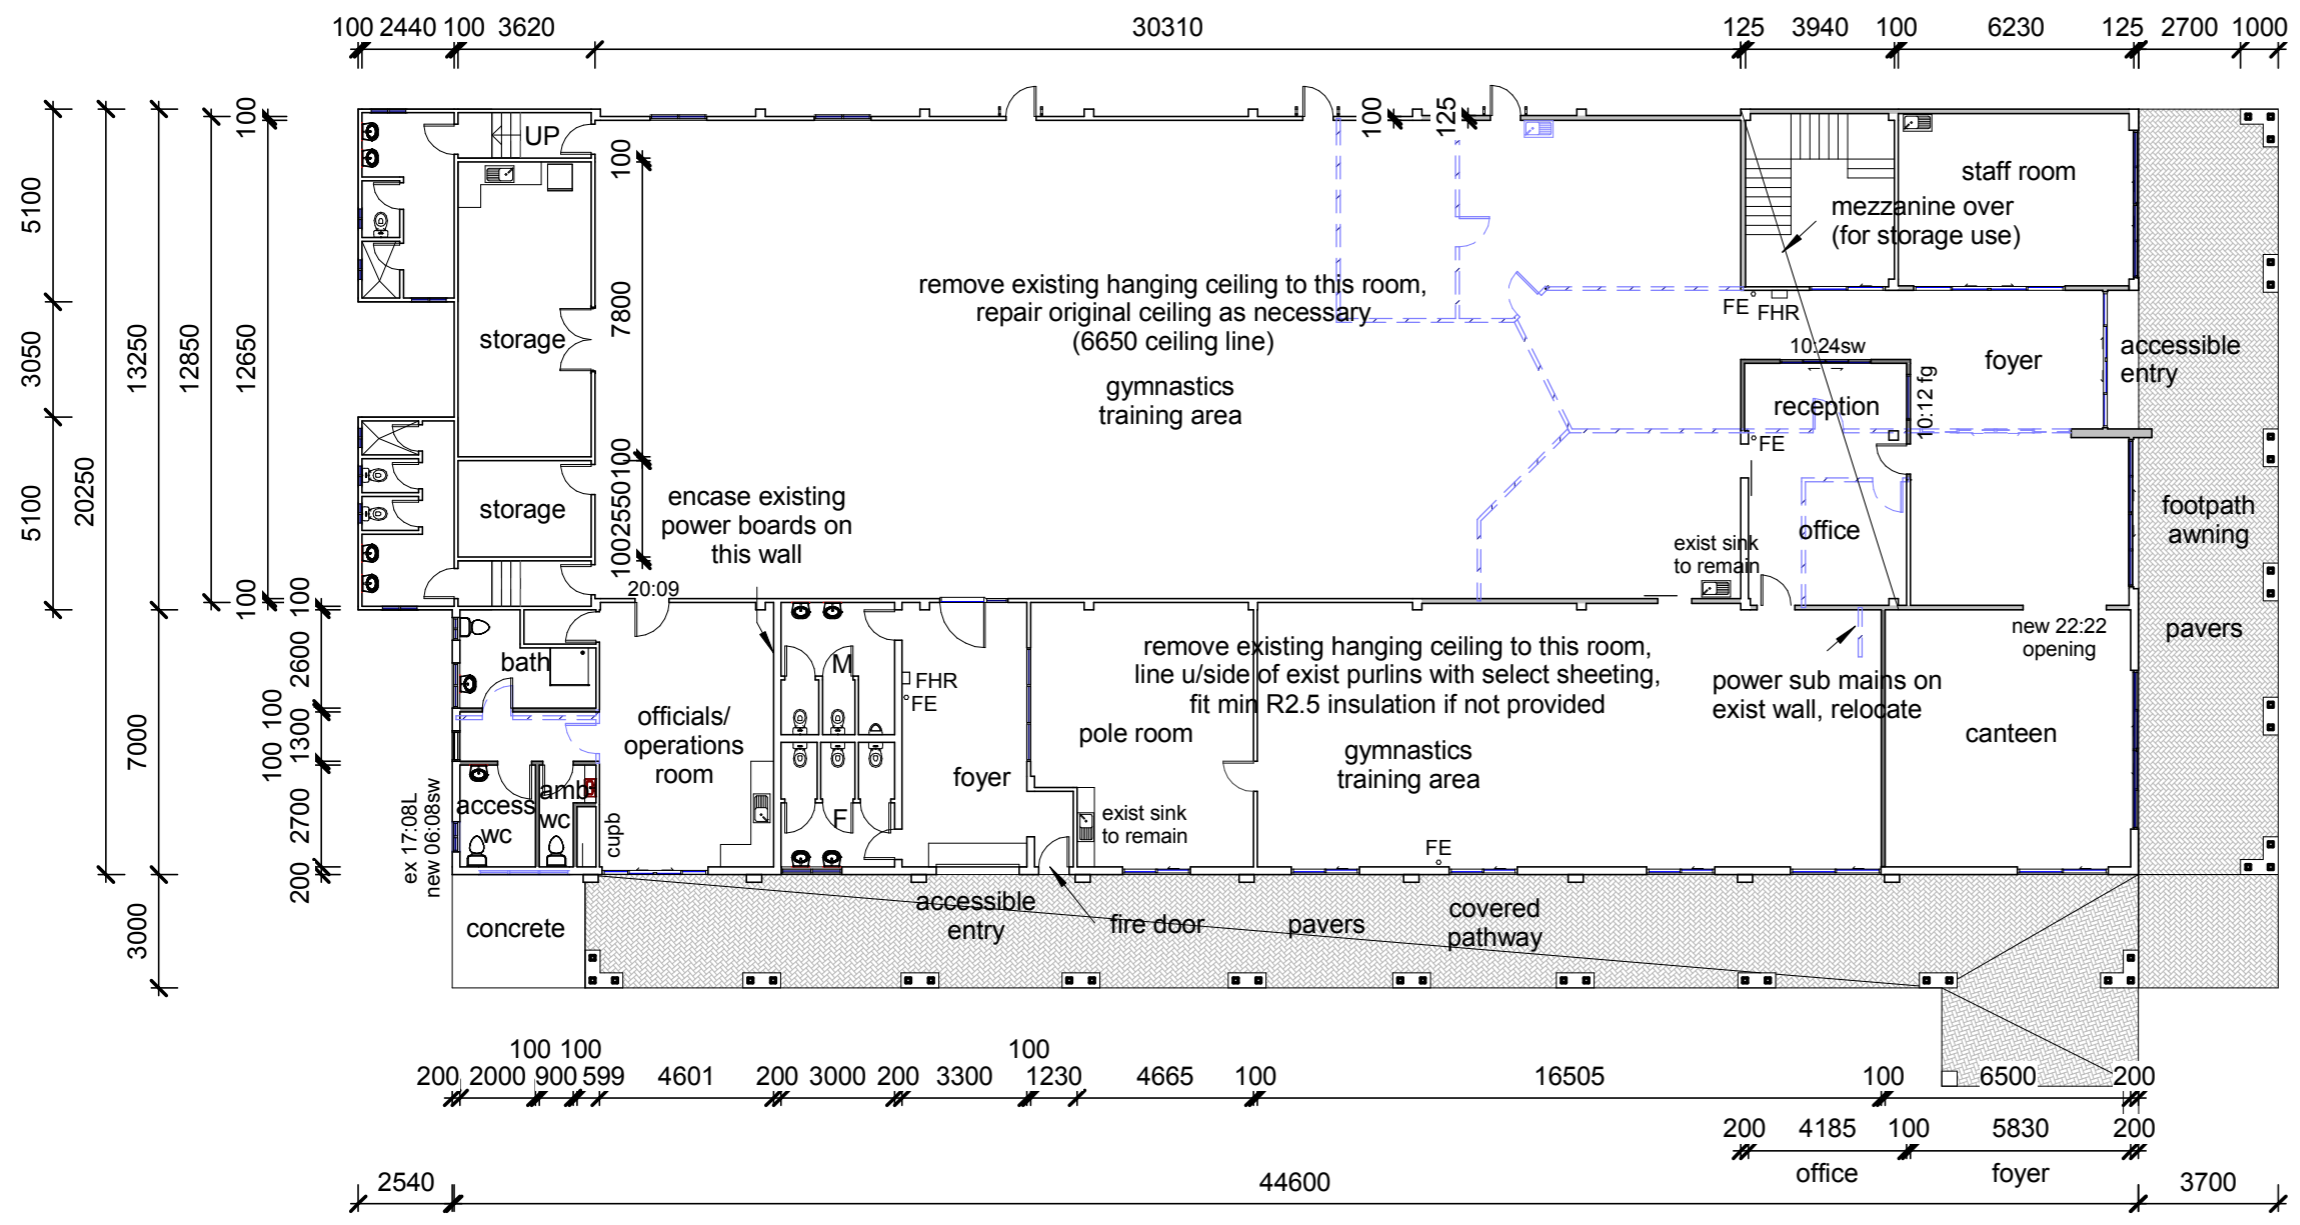 100 2440 100 3620 30310 125 3940 100 6230 125 2700 1000
5100
3050
5100
20250
13250
7000
3000
12850
12650
100
100
100
2600
100
1300
100
2700
200
UP
100
7800
100
2550
100
100
125
storage
storage
remove existing hanging ceiling to this room,
repair original ceiling as necessary
(6650 ceiling line)
gymnastics
training area
encase existing
power boards on
this wall
20:09
staff room
mezzanine over
(for storage use)
FE
FHR
10:24sw
foyer
accessible
entry
reception
10:12 fg
FE
office
exist sink
to remain
footpath
awning
pavers
new 22:22
opening
bath
officials/
operations
room
M
FHR
FE
F
foyer
pole room
remove existing hanging ceiling to this room,
line u/side of exist purlins with select sheeting,
fit min R2.5 insulation if not provided
gymnastics
training area
power sub mains on
exist wall, relocate
canteen
ex 17:08L
new 06:08sw
access
wc
amb
wc
cupb
exist sink
to remain
FE
concrete
accessible
entry
fire door
pavers
covered
pathway
100 100 100
200 2000 900 599 4601 200 3000 200 3300 1230 4665 100 16505 100 6500 200
200 4185 100 5830 200
office foyer
2540 44600 3700